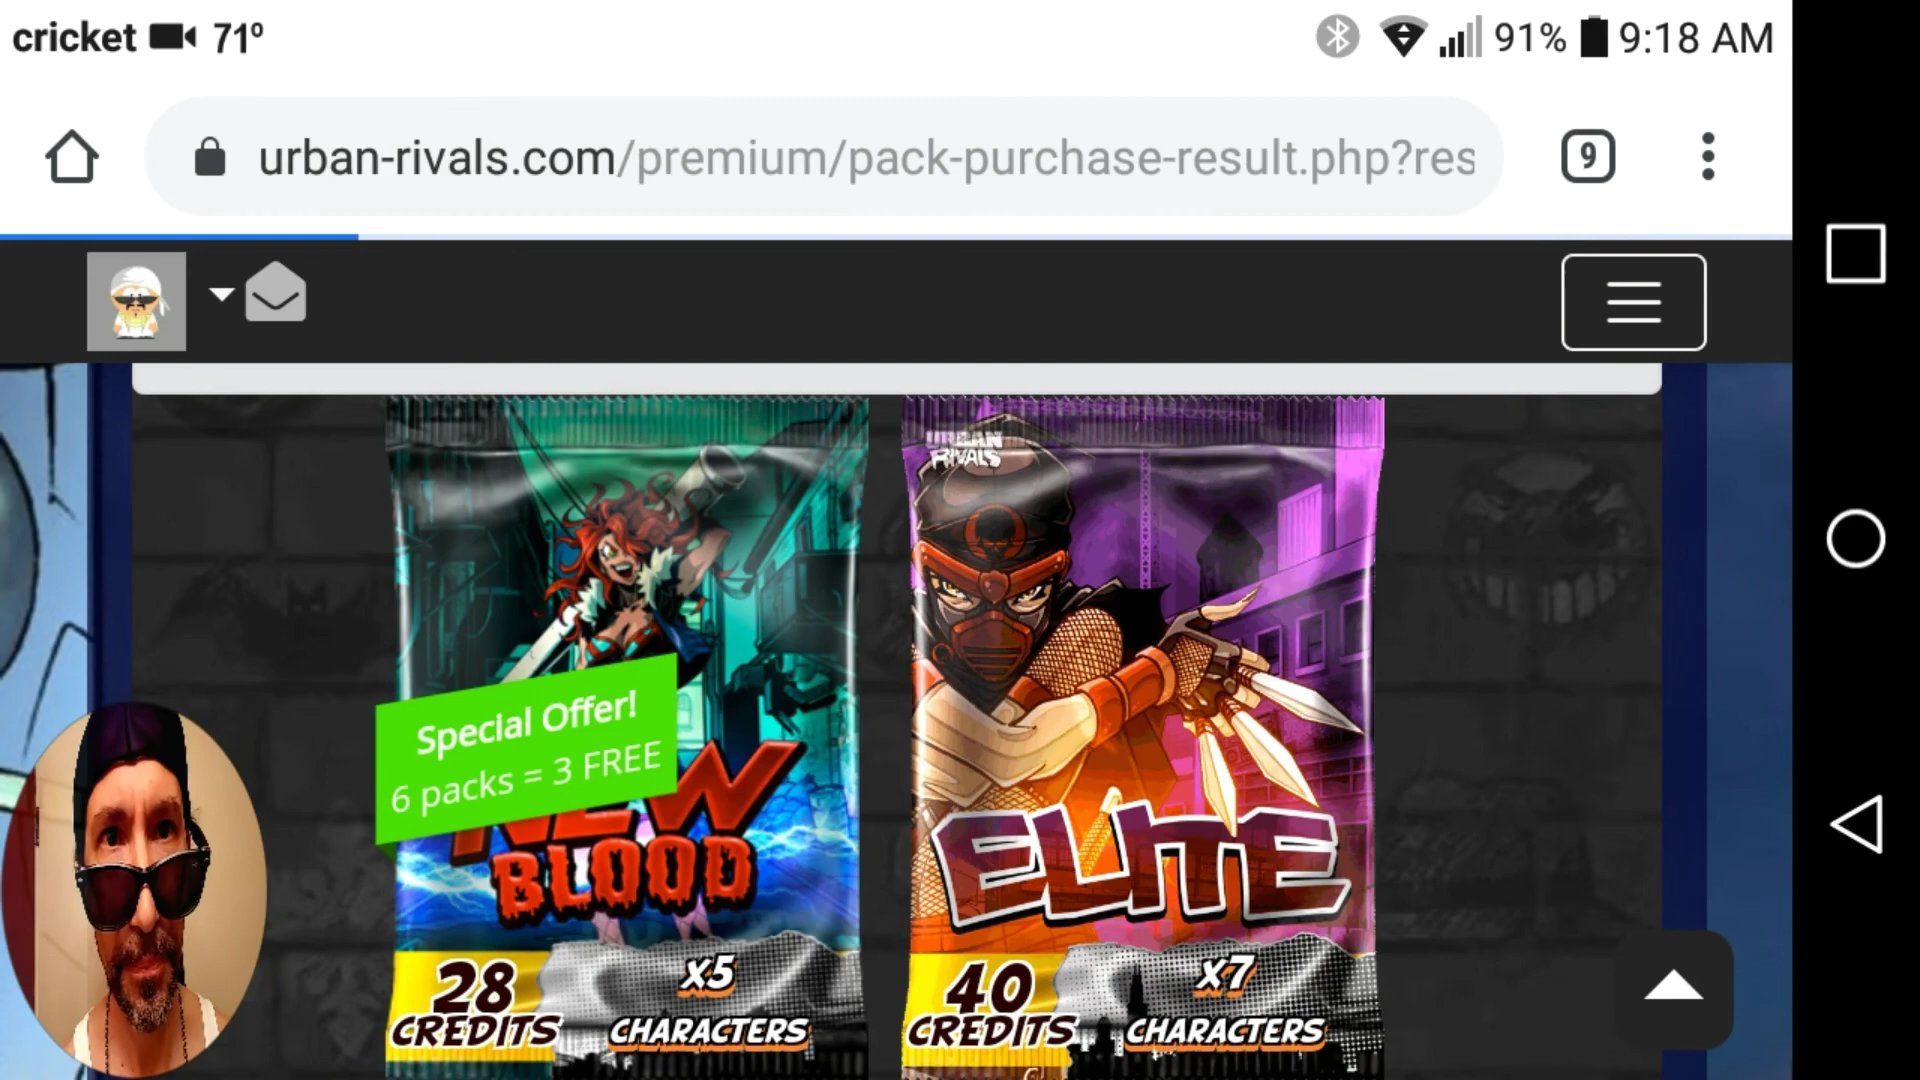 cricket 71° 91% 9:18 AM
urban-rivals.com/premium/pack-purchase-result.php?res
9
URBAN
RIVALS
Special Offer!
6 packs = 3 FREE
NEW
BLOOD
28
CREDITS
x5
CHARACTERS
ELITE
40
CREDITS
x7
CHARACTERS